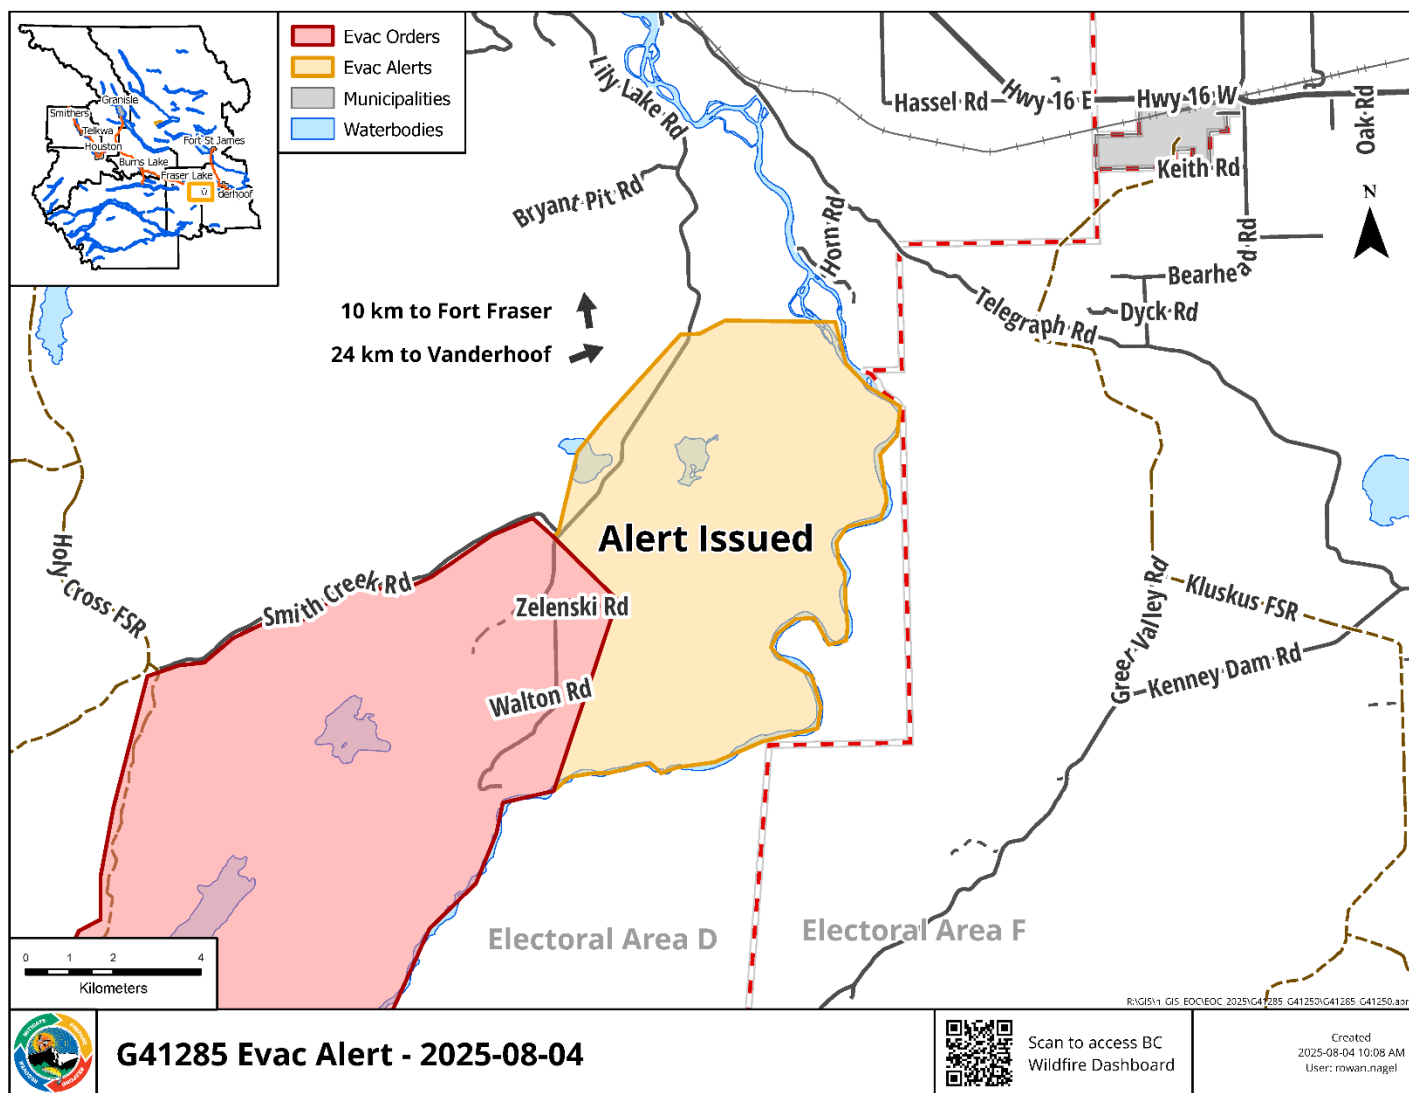 Evac Orders
Evac Alerts
Municipalities
Waterbodies
Granisle
Smithers
Telkwa
Houston
Fort St James
Burns Lake
Fraser Lake
derhoof
Lily Lake Rd
Hassel Rd
Hwy 16 E
Hwy 16 W
Oak Rd
Keith Rd
Bryant Pit Rd
Horn Rd
N
Bearhead Rd
Dyck Rd
Telegraph Rd
10 km to Fort Fraser
24 km to Vanderhoof
Alert Issued
Holy Cross FSR
Smith Creek Rd
Zelenski Rd
Walton Rd
Greer Valley Rd
Kluskus FSR
Kenney Dam Rd
Electoral Area D
Electoral Area F
0 1 2 4
Kilometers
MITIGATE
PREPARE
RESPOND
RECOVER
G41285 Evac Alert - 2025-08-04
Scan to access BC
Wildfire Dashboard
Created
2025-08-04 10:08 AM
User: rowan.nagel